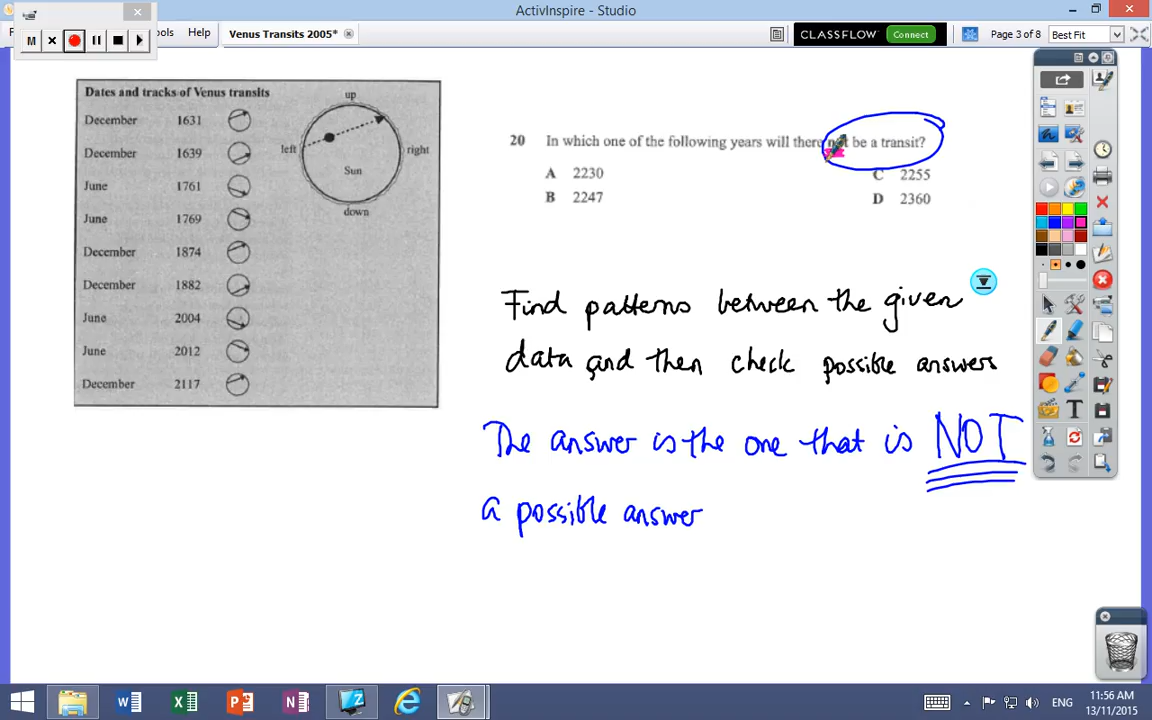 ActivInspire - Studio
M
ools Help Venus Transits 2005* CLASSFLOW Connect Page 3 of 8 Best Fit
Dates and tracks of Venus transits
December 1631
December 1639
June 1761
June 1769
December 1874
December 1882
June 2004
June 2012
December 2117
up
left
right
Sun
down
20 In which one of the following years will there not be a transit?
A 2230
B 2247
C 2255
D 2360
Find patterns between the given
data and then check possible answers
The answer is the one that is NOT
a possible answer
ENG
11:56 AM
13/11/2015